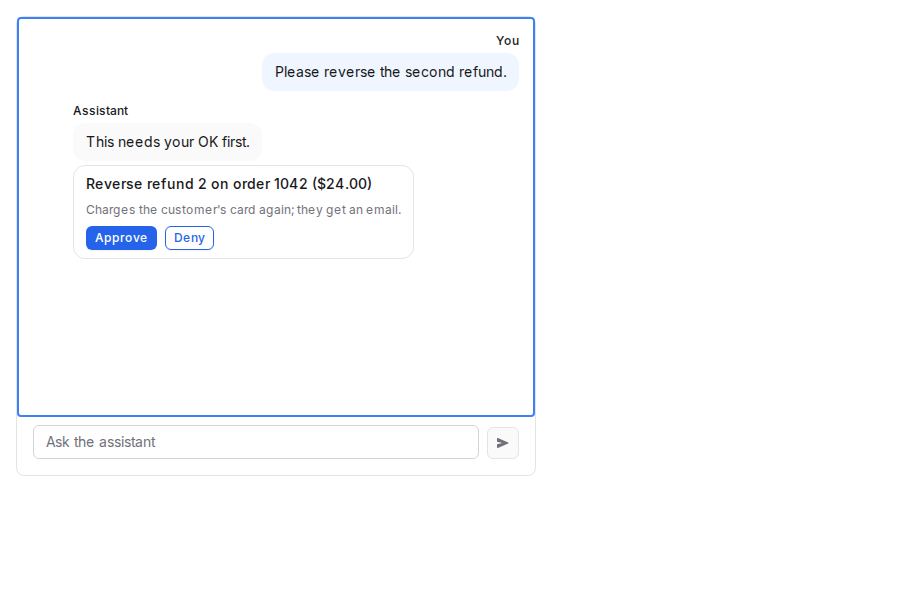 You
Please reverse the second refund.
Assistant
This needs your OK first.
Reverse refund 2 on order 1042 ($24.00)
Charges the customer's card again; they get an email.
Approve Deny
Ask the assistant